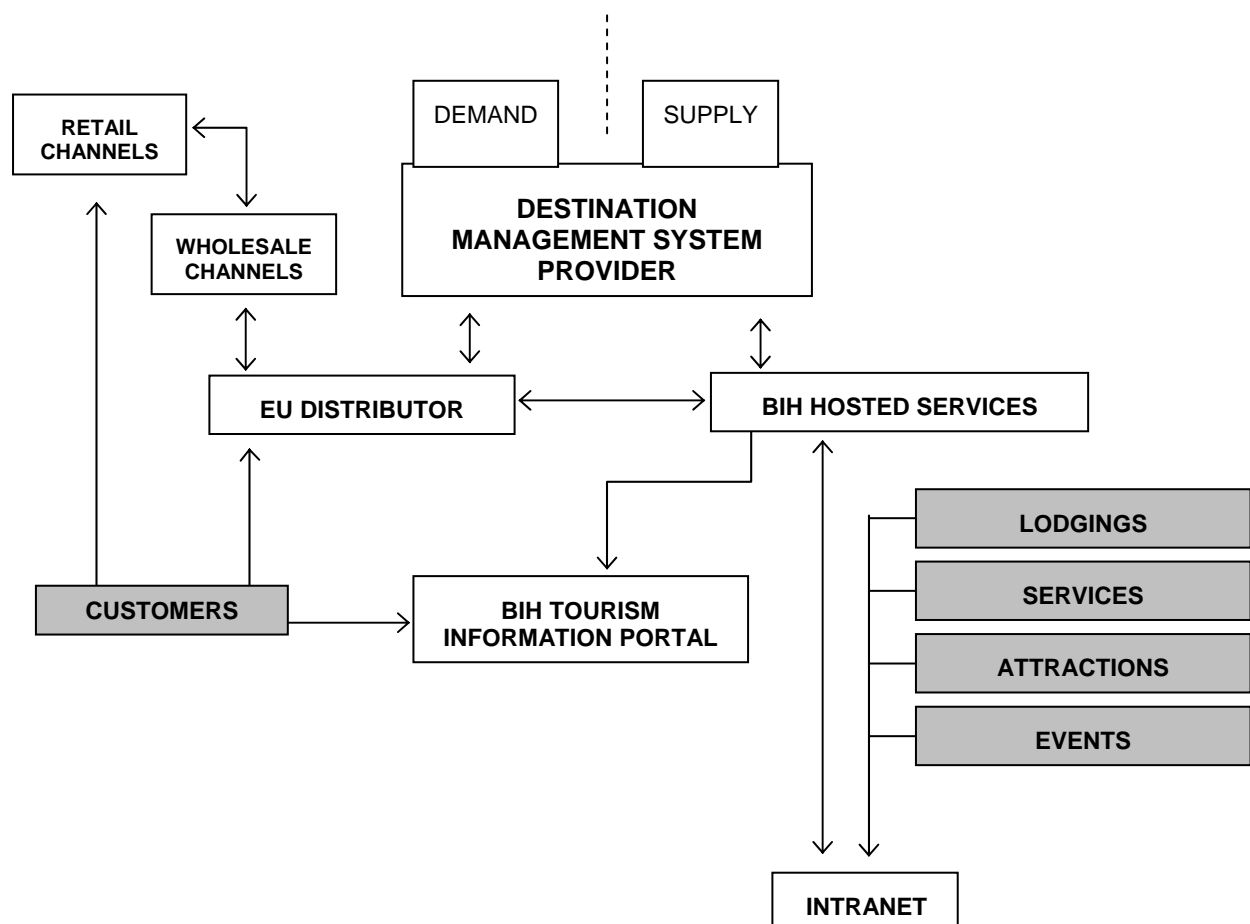 DEMAND
SUPPLY
RETAIL
CHANNELS
DESTINATION
MANAGEMENT SYSTEM
PROVIDER
WHOLESALE
CHANNELS
EU DISTRIBUTOR
BIH HOSTED SERVICES
LODGINGS
SERVICES
CUSTOMERS
BIH TOURISM
INFORMATION PORTAL
ATTRACTIONS
EVENTS
INTRANET